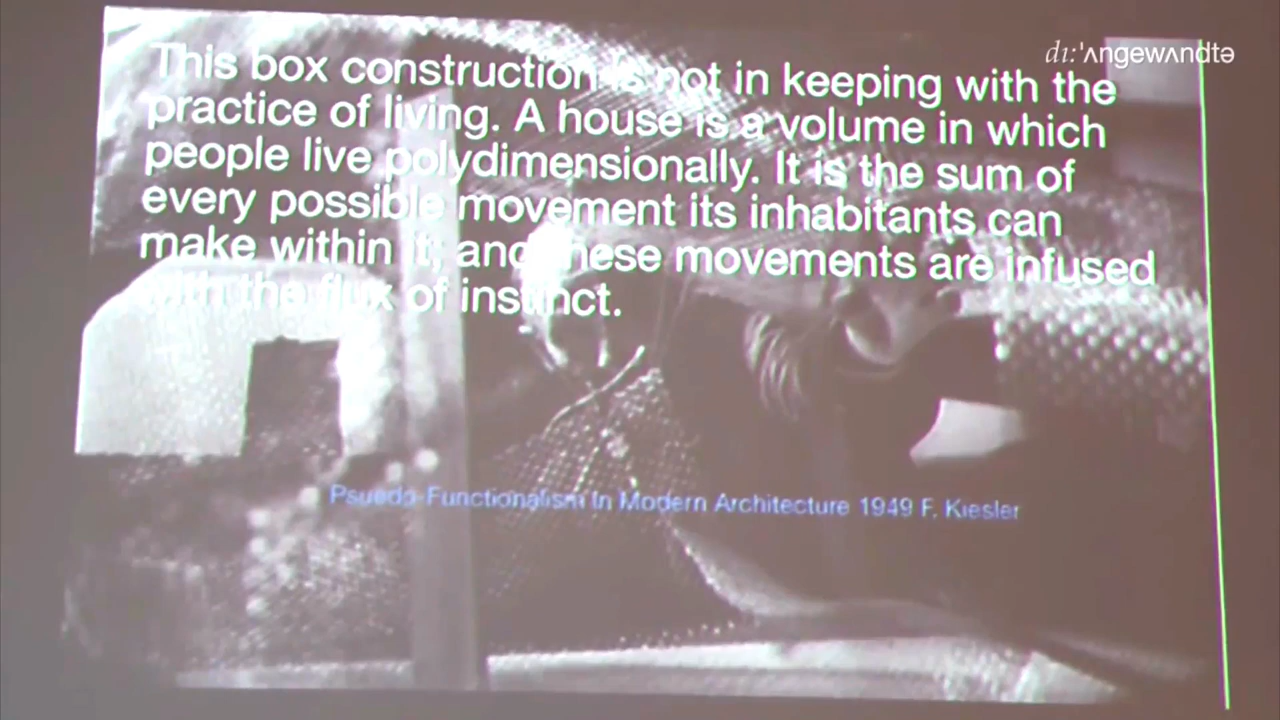 dı:'ʌngewʌndtə
This box construction is not in keeping with the
practice of living. A house is a volume in which
people live polydimensionally. It is the sum of
every possible movement its inhabitants can
make within it; and these movements are infused
with the flux of instinct.
Psuedo-Functionalism In Modern Architecture 1949 F. Kiesler